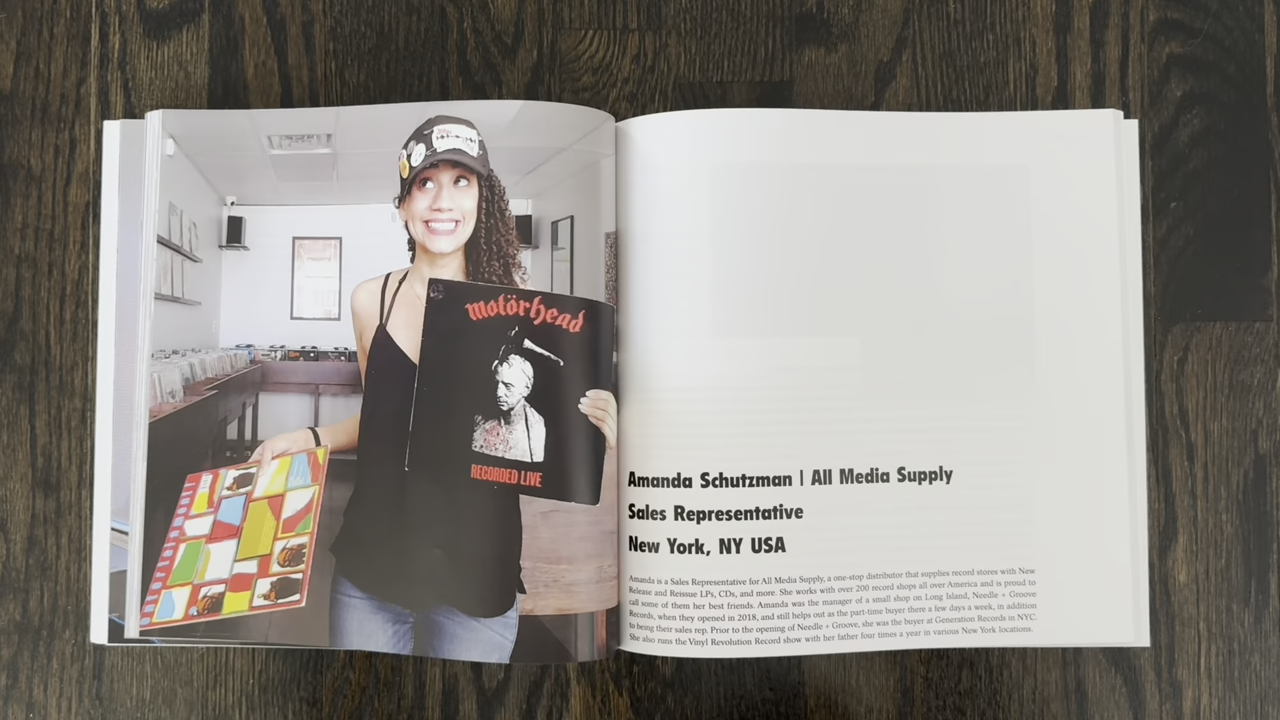 motörhead
RECORDED LIVE
Amanda Schutzman | All Media Supply
Sales Representative
New York, NY USA
Amanda is a Sales Representative for All Media Supply, a one-stop distributor that supplies record stores with New
Release and Reissue LPs, CDs, and more. She works with over 200 record shops all over America and is proud to
call some of them her best friends. Amanda was the manager of a small shop on Long Island, Needle + Groove
Records, when they opened in 2018, and still helps out as the part-time buyer there a few days a week, in addition
to being their sales rep. Prior to the opening of Needle + Groove, she was the buyer at Generation Records in NYC.
She also runs the Vinyl Revolution Record show with her father four times a year in various New York locations.